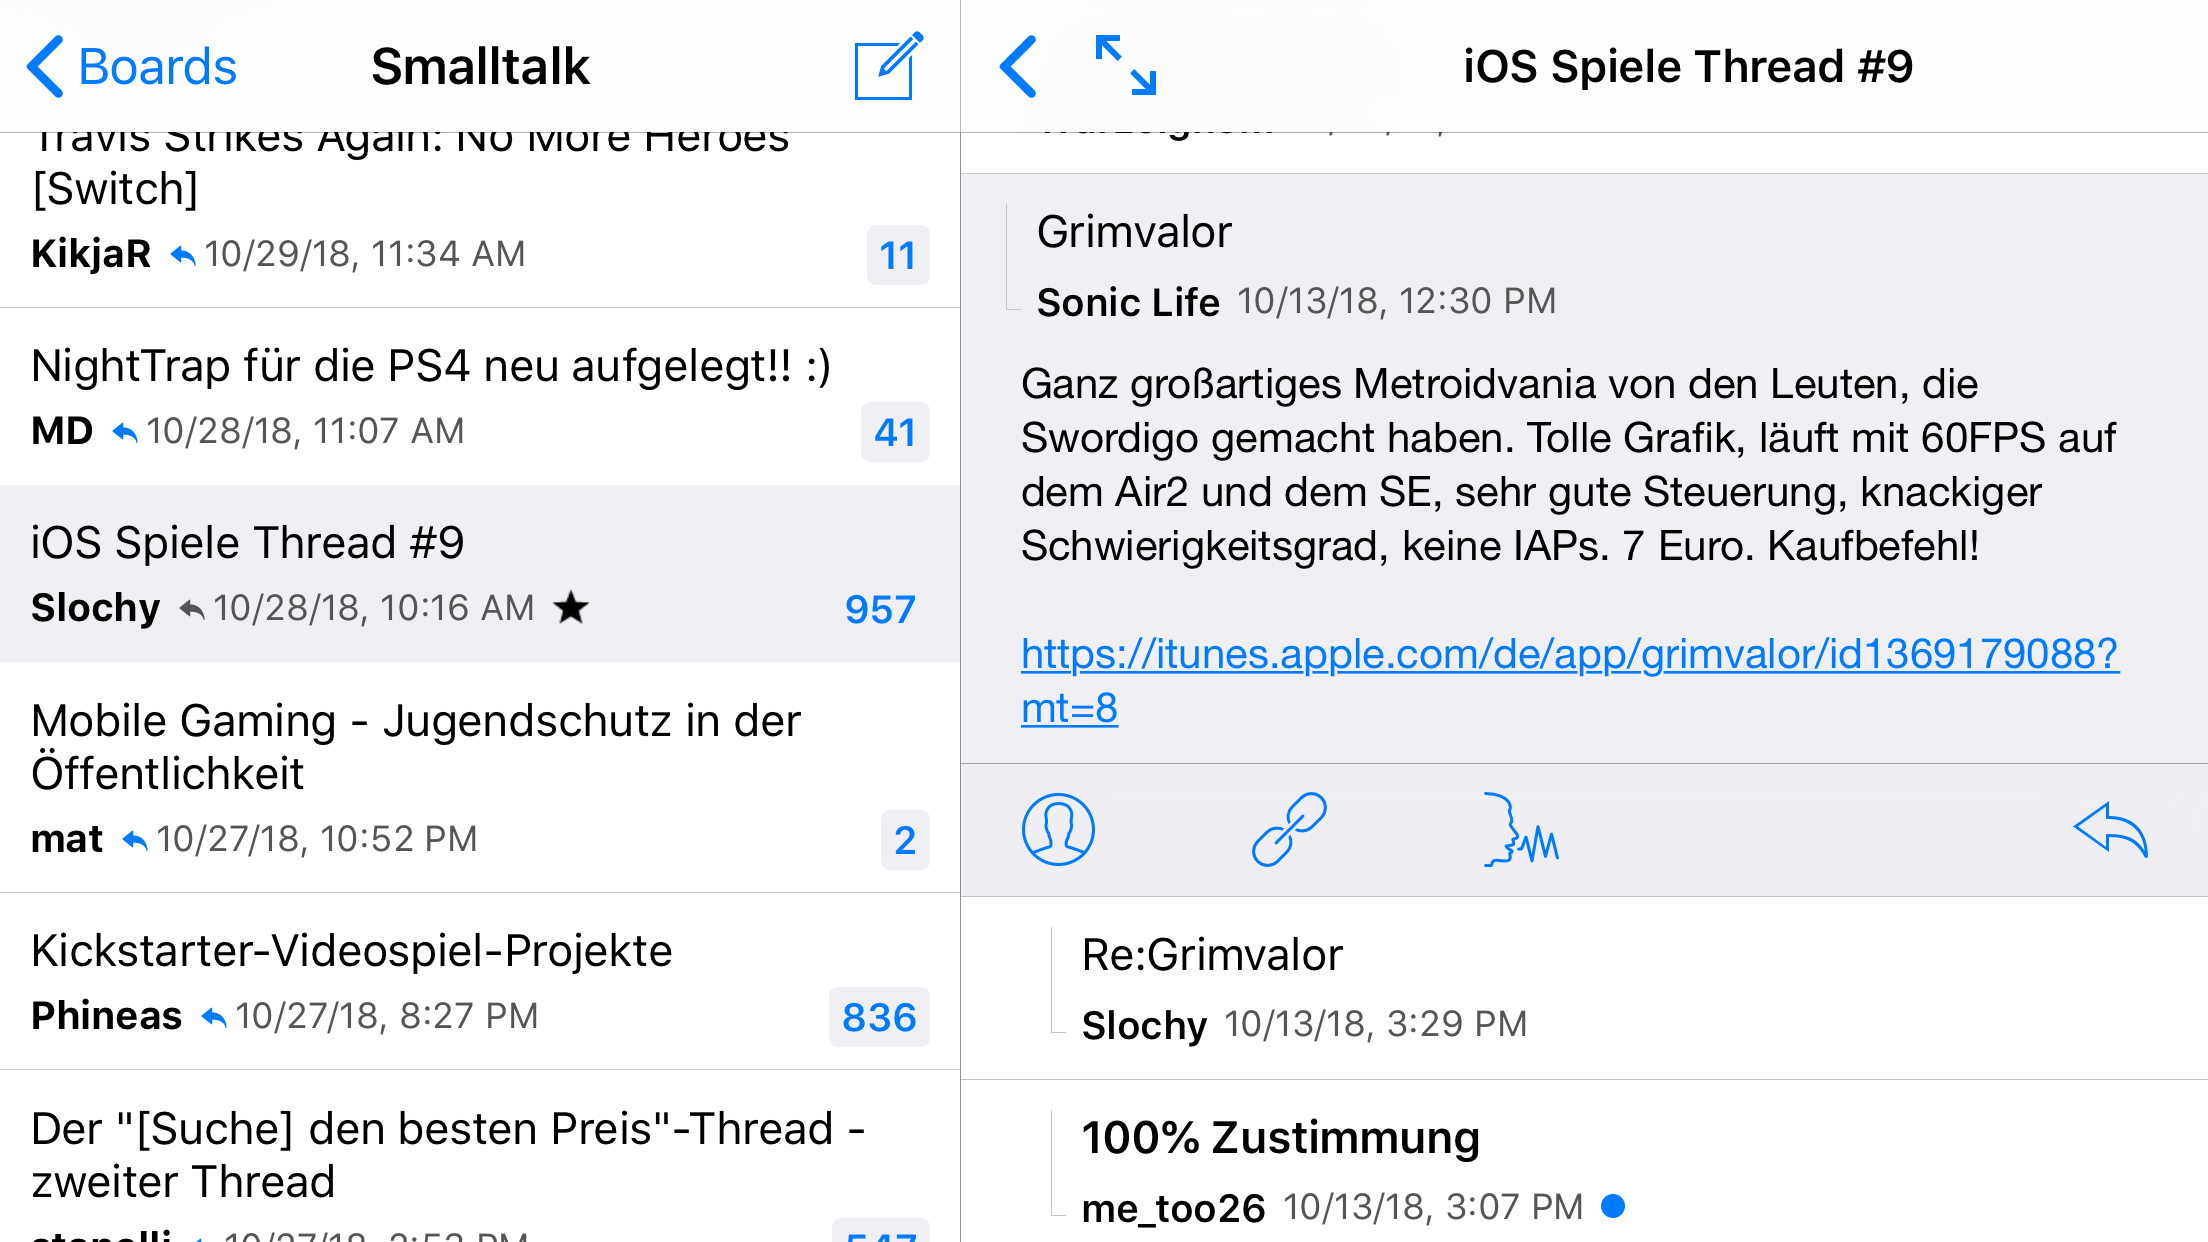 Boards
Smalltalk
Travis Strikes Again: No More Heroes
[Switch]
KikjaR 10/29/18, 11:34 AM
11
NightTrap für die PS4 neu aufgelegt!! :)
MD 10/28/18, 11:07 AM
41
iOS Spiele Thread #9
Slochy 10/28/18, 10:16 AM ★
957
Mobile Gaming - Jugendschutz in der
Öffentlichkeit
mat 10/27/18, 10:52 PM
2
Kickstarter-Videospiel-Projekte
Phineas 10/27/18, 8:27 PM
836
Der "[Suche] den besten Preis"-Thread -
zweiter Thread
10/27/18,
547
iOS Spiele Thread #9
Grimvalor
Sonic Life 10/13/18, 12:30 PM
Ganz großartiges Metroidvania von den Leuten, die
Swordigo gemacht haben. Tolle Grafik, läuft mit 60FPS auf
dem Air2 und dem SE, sehr gute Steuerung, knackiger
Schwierigkeitsgrad, keine IAPs. 7 Euro. Kaufbefehl!
https://itunes.apple.com/de/app/grimvalor/id1369179088?
mt=8
Re:Grimvalor
Slochy 10/13/18, 3:29 PM
100% Zustimmung
me_too26 10/13/18, 3:07 PM